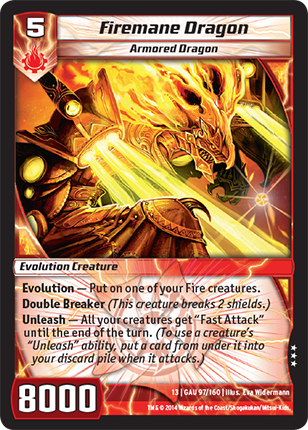 5
Firemane Dragon
Armored Dragon
Evolution Creature
Evolution — Put on one of your Fire creatures.
Double Breaker (This creature breaks 2 shields.)
Unleash — All your creatures get "Fast Attack"
until the end of the turn. (To use a creature's
"Unleash" ability, put a card from under it into
your discard pile when it attacks.)
8000
13 | GAU 97/160 | Illus. Eva Widermann
TM& © 2014 Wizards of the Coast/Shogakukan/Mitsui-Kids.